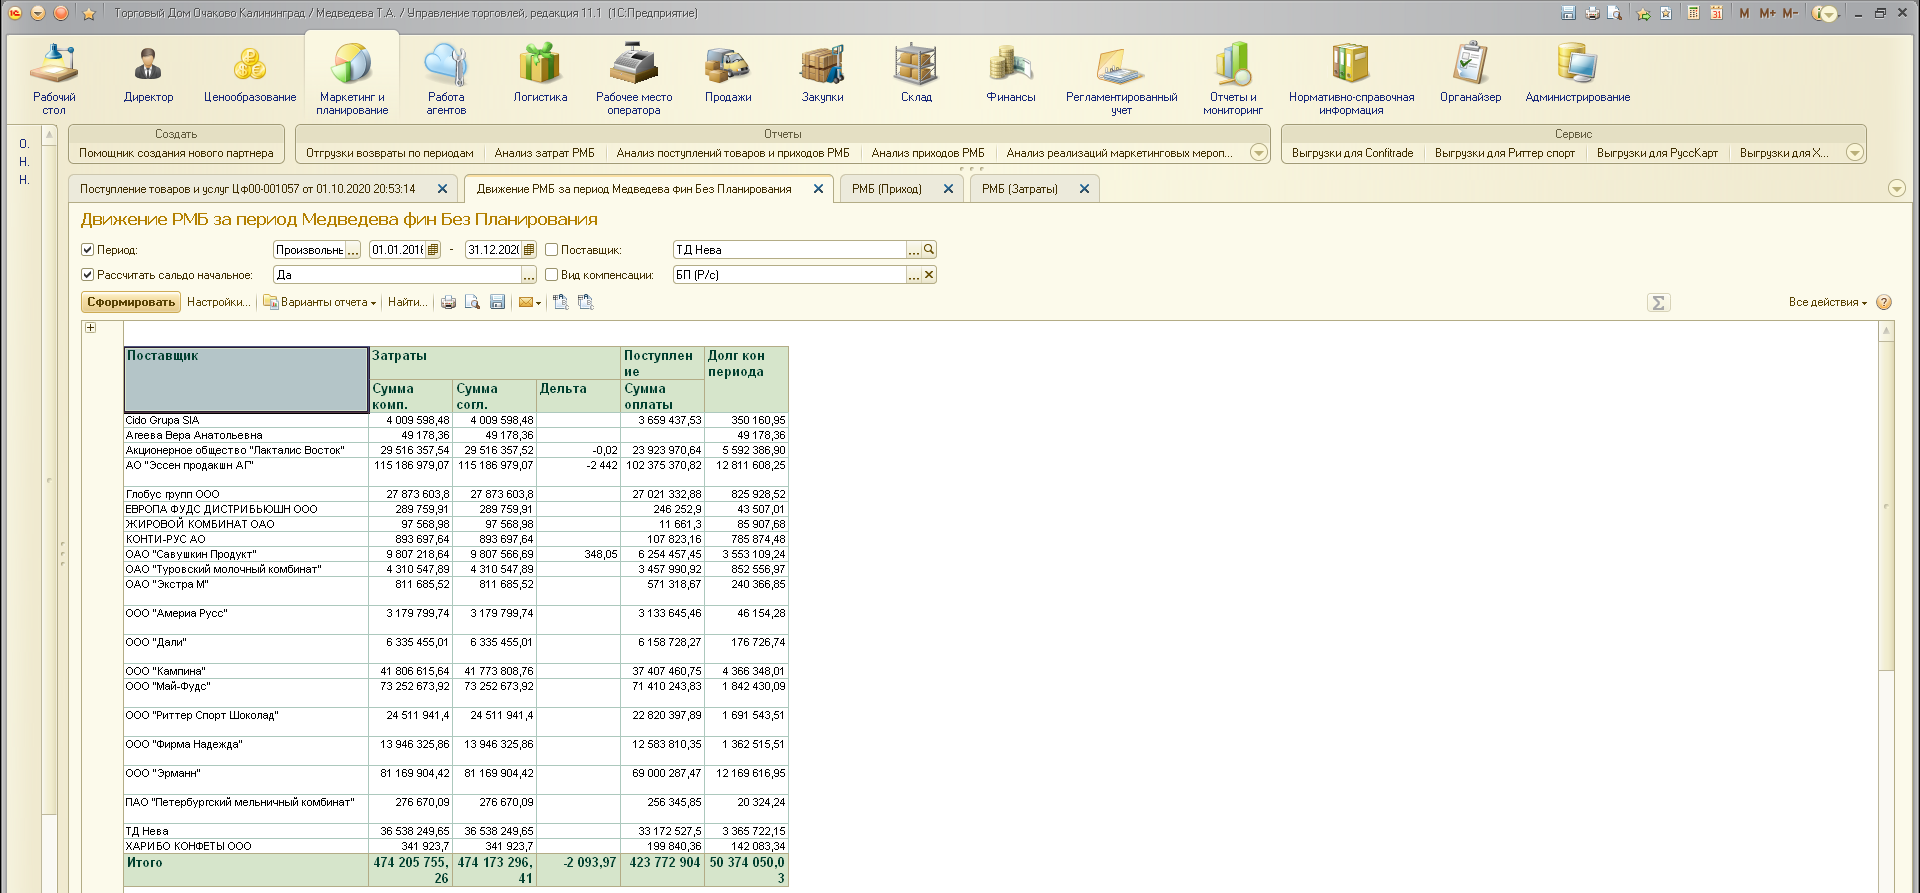 Торговый Дом Очаково Калининград / Медведева Т.А. / Управление торговлей, редакция 11.1 (1С:Предприятие)
M M+ M-
Рабочий стол
Директор
Ценообразование
Маркетинг и планирование
Работа агентов
Логистика
Рабочее место оператора
Продажи
Закупки
Склад
Финансы
Регламентированный учет
Отчеты и мониторинг
Нормативно-справочная информация
Органайзер
Администрирование
О.
Н.
Н.
Создать
Помощник создания нового партнера
Отчеты
Отгрузки возвраты по периодам Анализ затрат РМБ Анализ поступлений товаров и приходов РМБ Анализ приходов РМБ Анализ реализаций маркетинговых мероп...
Сервис
Выгрузки для Confitrade Выгрузки для Риттер спорт Выгрузки для РуссКарт Выгрузки для Х...
Поступление товаров и услуг Цф00-001057 от 01.10.2020 20:53:14
Движение РМБ за период Медведева фин Без Планирования
РМБ (Приход)
РМБ (Затраты)
Движение РМБ за период Медведева фин Без Планирования
Период: Произвольн ... 01.01.201 - 31.12.202 Поставщик: ТД Нева ...
Рассчитать сальдо начальное: Да ... Вид компенсации: БП (Р/с) ...
Сформировать Настройки... Варианты отчета Найти... Σ Все действия ?
Поставщик Затраты Поступлен ие Долг кон периода
Сумма комп. Сумма согл. Дельта Сумма оплаты
Cido Grupa SIA 4 009 598,48 4 009 598,48 3 659 437,53 350 160,95
Агеева Вера Анатольевна 49 178,36 49 178,36 49 178,36
Акционерное общество "Лакталис Восток" 29 516 357,54 29 516 357,52 -0,02 23 923 970,64 5 592 386,90
АО "Эссен продакшн АГ" 115 186 979,07 115 186 979,07 -2 442 102 375 370,82 12 811 608,25
Глобус групп ООО 27 873 603,8 27 873 603,8 27 021 332,88 825 928,52
ЕВРОПА ФУДС ДИСТРИБЬЮШН ООО 289 759,91 289 759,91 246 252,9 43 507,01
ЖИРОВОЙ КОМБИНАТ ОАО 97 568,98 97 568,98 11 661,3 85 907,68
КОНТИ-РУС АО 893 697,64 893 697,64 107 823,16 785 874,48
ОАО "Савушкин Продукт" 9 807 218,64 9 807 566,69 348,05 6 254 457,45 3 553 109,24
ОАО "Туровский молочный комбинат" 4 310 547,89 4 310 547,89 3 457 990,92 852 556,97
ОАО "Экстра М" 811 685,52 811 685,52 571 318,67 240 366,85
ООО "Америа Русс" 3 179 799,74 3 179 799,74 3 133 645,46 46 154,28
ООО "Дали" 6 335 455,01 6 335 455,01 6 158 728,27 176 726,74
ООО "Кампина" 41 806 615,64 41 773 808,76 37 407 460,75 4 366 348,01
ООО "Май-Фудс" 73 252 673,92 73 252 673,92 71 410 243,83 1 842 430,09
ООО "Риттер Спорт Шоколад" 24 511 941,4 24 511 941,4 22 820 397,89 1 691 543,51
ООО "Фирма Надежда" 13 946 325,86 13 946 325,86 12 583 810,35 1 362 515,51
ООО "Эрманн" 81 169 904,42 81 169 904,42 69 000 287,47 12 169 616,95
ПАО "Петербургский мельничный комбинат" 276 670,09 276 670,09 256 345,85 20 324,24
ТД Нева 36 538 249,65 36 538 249,65 33 172 527,5 3 365 722,15
ХАРИБО КОНФЕТЫ ООО 341 923,7 341 923,7 199 840,36 142 083,34
Итого 474 205 755,26 474 173 296,41 -2 093,97 423 772 904 50 374 050,03